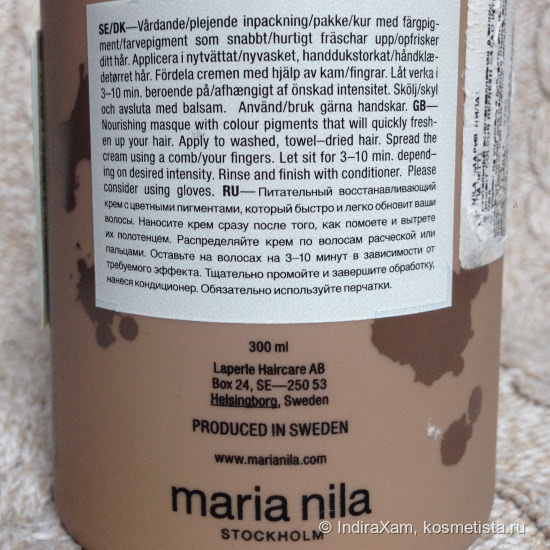 SE/DK—Vårdande/plejende inpackning/pakke/kur med färgpig-
ment/farvepigment som snabbt/hurtigt fräschar upp/opfrisker
ditt hår. Applicera i nytvättat/nyvasket, handdukstorkat/håndklæ-
detørret hår. Fördela cremen med hjälp av kam/fingrar. Låt verka i
3–10 min. beroende på/afhængigt af önskad intensitet. Skölj/skyl
och avsluta med balsam. Använd/bruk gärna handskar. GB—
Nourishing masque with colour pigments that will quickly fresh-
en up your hair. Apply to washed, towel–dried hair. Spread the
cream using a comb/your fingers. Let sit for 3–10 min. depend-
ing on desired intensity. Rinse and finish with conditioner. Please
consider using gloves. RU— Питательный восстанавливающий
крем с цветными пигментами, который быстро и легко обновит ваши
волосы. Наносите крем сразу после того, как помоете и вытрете
их полотенцем. Распределяйте крем по волосам расческой или
пальцами. Оставьте на волосах на 3–10 минут в зависимости от
требуемого эффекта. Тщательно промойте и завершите обработку,
нанеся кондиционер. Обязательно используйте перчатки.
300 ml
Laperle Haircare AB
Box 24, SE—250 53
Helsingborg, Sweden
PRODUCED IN SWEDEN
www.marianila.com
maria nila
STOCKHOLM
© IndiraXam, kosmetista.ru